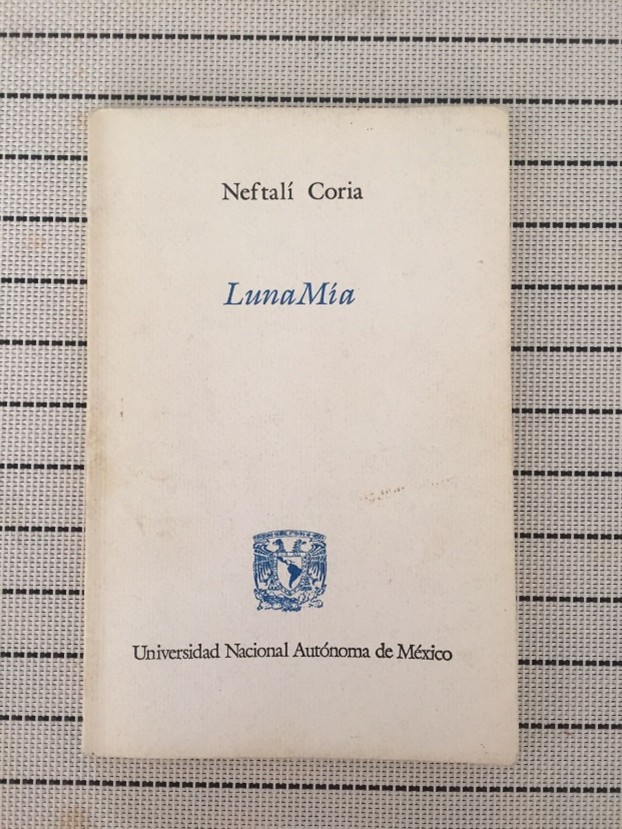 Neftalí Coria
LunaMía
Universidad Nacional Autónoma de México